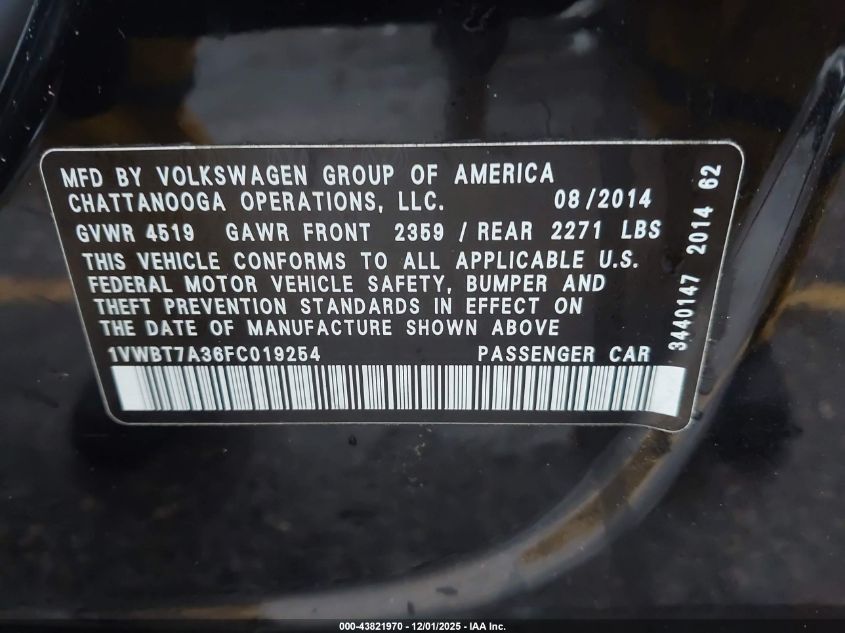 MFD BY VOLKSWAGEN GROUP OF AMERICA
CHATTANOOGA OPERATIONS, LLC. 08/2014
GVWR 4519 GAWR FRONT 2359 / REAR 2271 LBS
THIS VEHICLE CONFORMS TO ALL APPLICABLE U.S.
FEDERAL MOTOR VEHICLE SAFETY, BUMPER AND
THEFT PREVENTION STANDARDS IN EFFECT ON
THE DATE OF MANUFACTURE SHOWN ABOVE
1VWBT7A36FC019254 PASSENGER CAR
3440147 2014 62
000-43821970 - 12/01/2025 - IAA Inc.